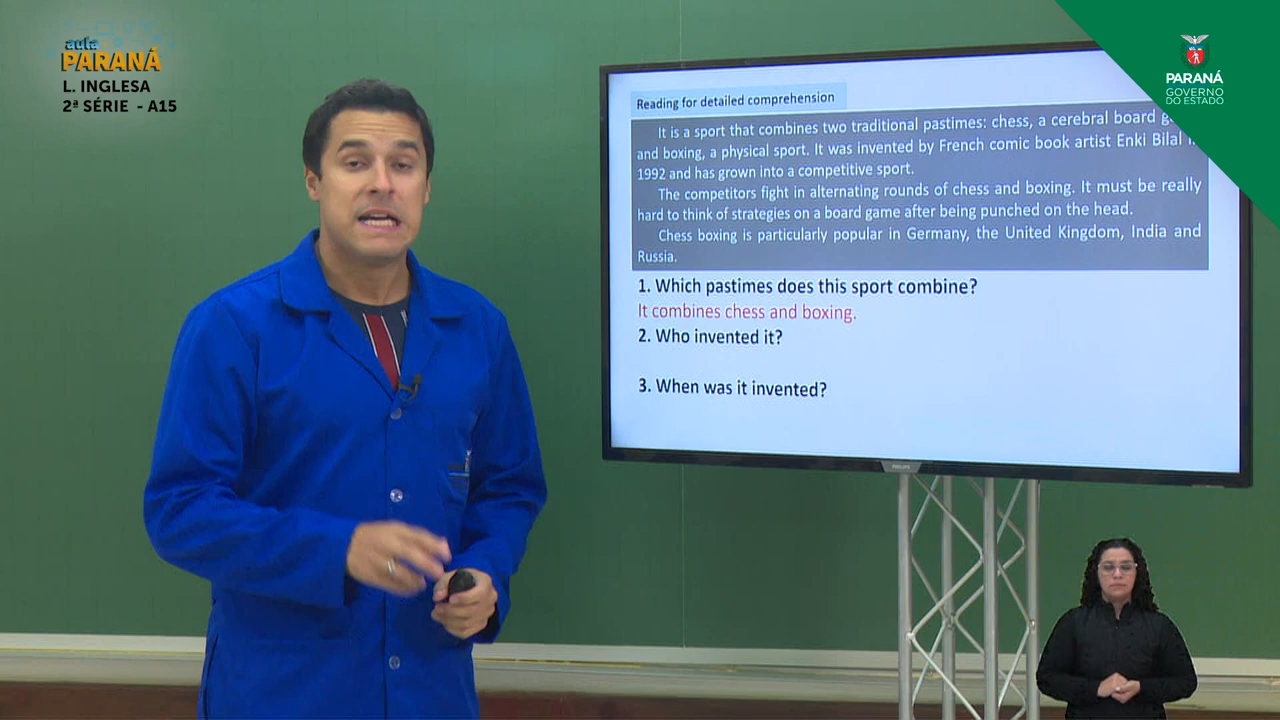 aula
PARANÁ
L. INGLESA
2ª SÉRIE - A15
PARANÁ
GOVERNO
DO ESTADO
Reading for detailed comprehension
It is a sport that combines two traditional pastimes: chess, a cerebral board
and boxing, a physical sport. It was invented by French comic book artist Enki Bilal
1992 and has grown into a competitive sport.
The competitors fight in alternating rounds of chess and boxing. It must be really
hard to think of strategies on a board game after being punched on the head.
Chess boxing is particularly popular in Germany, the United Kingdom, India and
Russia.
1. Which pastimes does this sport combine?
It combines chess and boxing.
2. Who invented it?
3. When was it invented?
PHILIPS